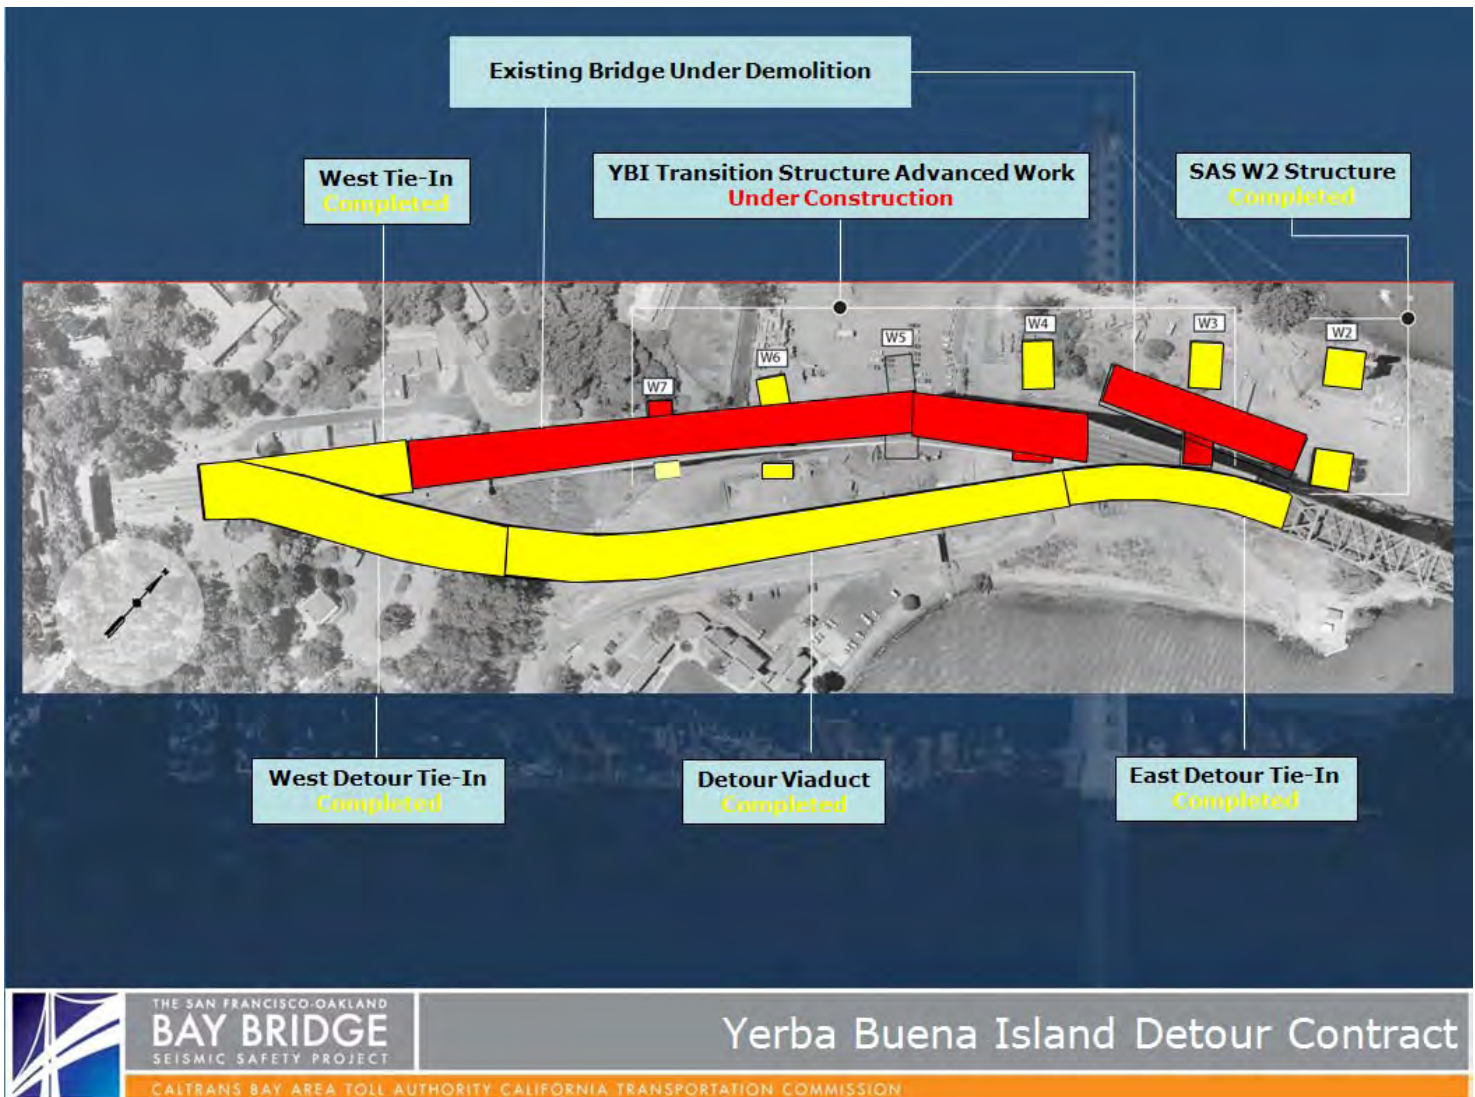 Existing Bridge Under Demolition
West Tie-In
Completed
YBI Transition Structure Advanced Work
Under Construction
SAS W2 Structure
Completed
W7
W6
W5
W4
W3
W2
West Detour Tie-In
Completed
Detour Viaduct
Completed
East Detour Tie-In
Completed
THE SAN FRANCISCO-OAKLAND
BAY BRIDGE
SEISMIC SAFETY PROJECT
Yerba Buena Island Detour Contract
CALTRANS BAY AREA TOLL AUTHORITY CALIFORNIA TRANSPORTATION COMMISSION